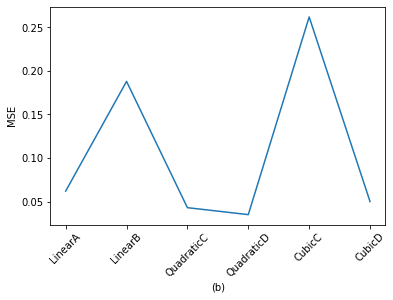 0.25
0.20
0.15
0.10
0.05
MSE
LinearA
LinearB
QuadraticC
QuadraticD
CubicC
CubicD
(b)